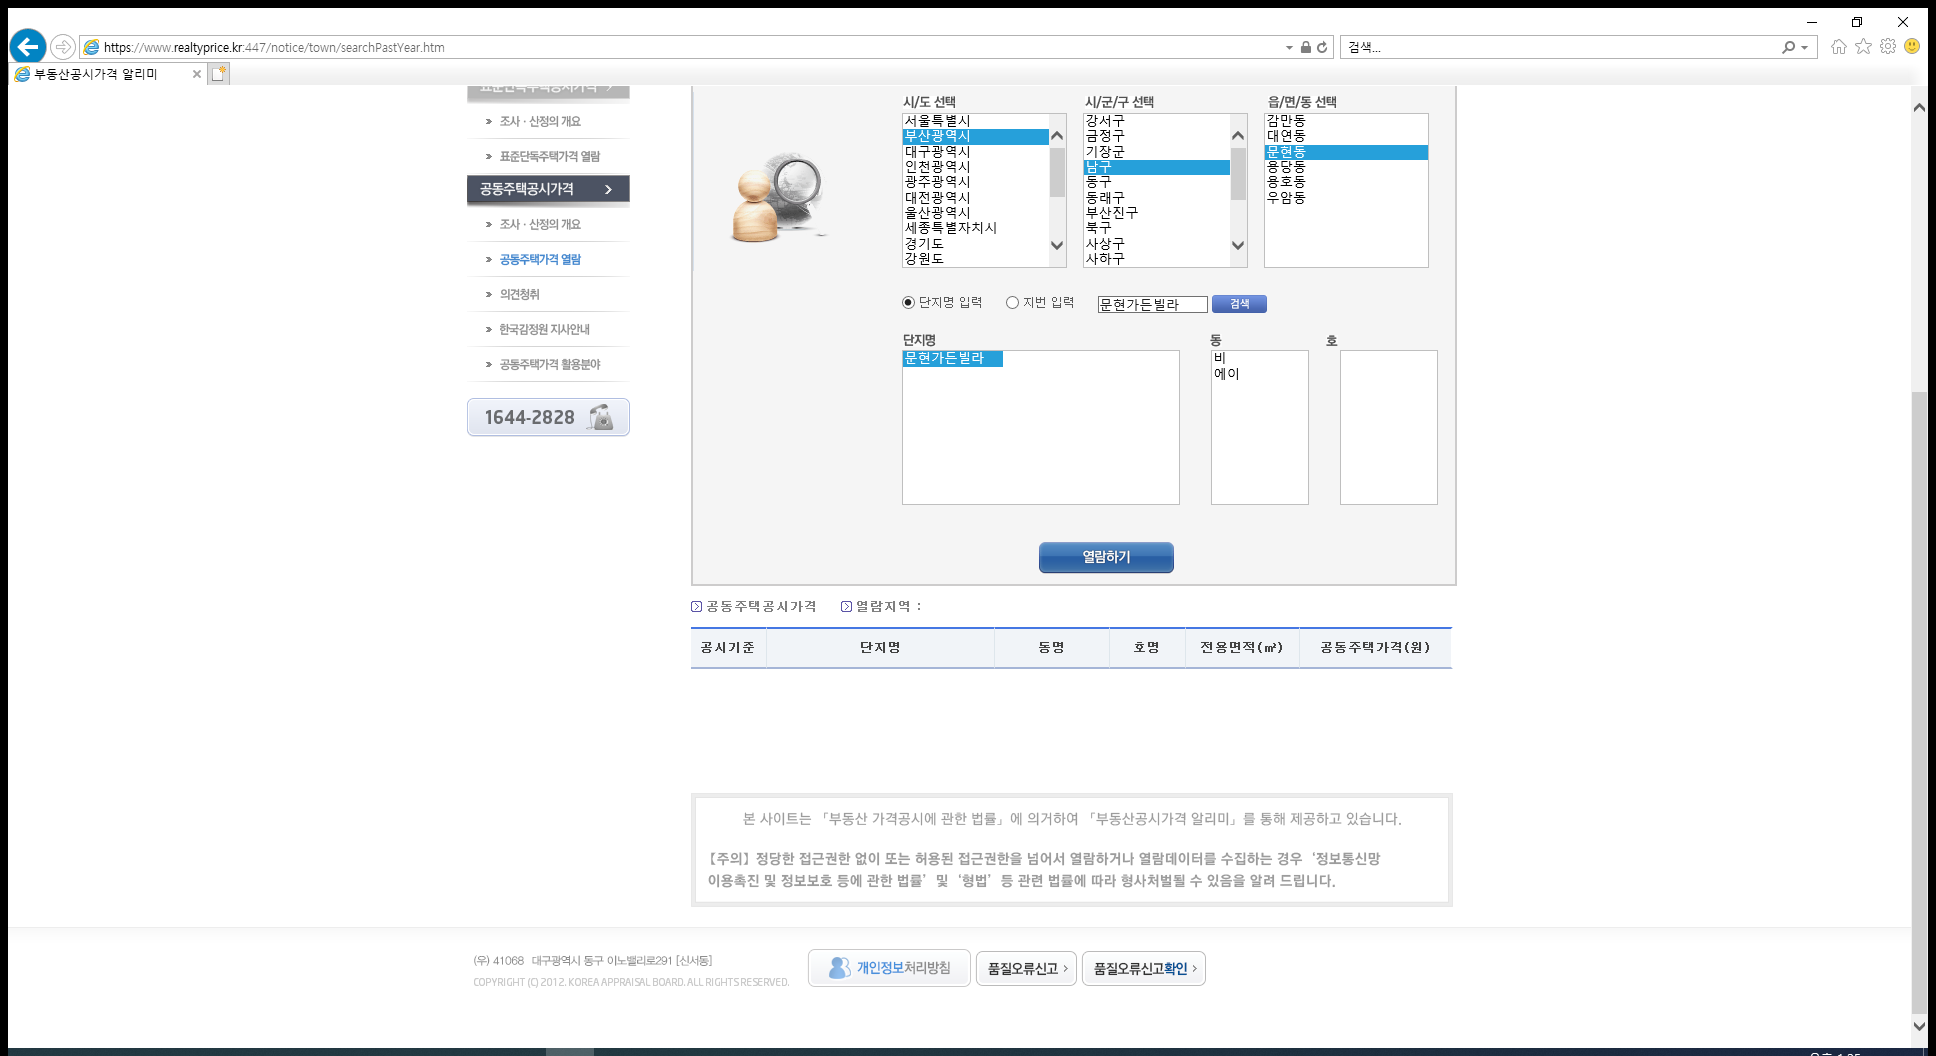 https://www.realtyprice.kr:447/notice/town/searchPastYear.htm
검색...
부동산공시가격 알리미
표준단독주택공시가격
조사 · 산정의 개요
표준단독주택가격 열람
공동주택공시가격
조사 · 산정의 개요
공동주택가격 열람
의견청취
한국감정원 지사안내
공동주택가격 활용분야
1644-2828
시/도 선택
서울특별시
부산광역시
대구광역시
인천광역시
광주광역시
대전광역시
울산광역시
세종특별자치시
경기도
강원도
시/군/구 선택
강서구
금정구
기장군
남구
동구
동래구
부산진구
북구
사상구
사하구
읍/면/동 선택
감만동
대연동
문현동
용당동
용호동
우암동
단지명 입력 지번 입력 문현가든빌라 검색
단지명 동 호
문현가든빌라
비
에이
열람하기
공동주택공시가격 열람지역 :
공시기준 단지명 동명 호명 전용면적(㎡) 공동주택가격(원)
본 사이트는 「부동산 가격공시에 관한 법률」에 의거하여 「부동산공시가격 알리미」를 통해 제공하고 있습니다.
【주의】정당한 접근권한 없이 또는 허용된 접근권한을 넘어서 열람하거나 열람데이터를 수집하는 경우 ‘정보통신망
이용촉진 및 정보보호 등에 관한 법률’ 및 ‘형법’ 등 관련 법률에 따라 형사처벌될 수 있음을 알려 드립니다.
(우) 41068 대구광역시 동구 이노밸리로291 [신서동]
COPYRIGHT (C) 2012. KOREA APPRAISAL BOARD. ALL RIGHTS RESERVED.
개인정보처리방침 품질오류신고 품질오류신고확인